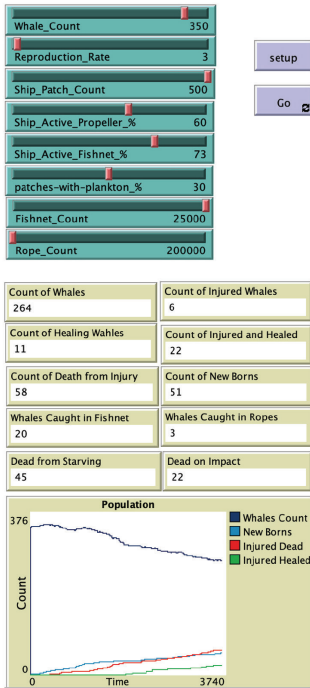 Whale_Count 350
Reproduction_Rate 3
setup
Ship_Patch_Count 500
Go
Ship_Active_Propeller_% 60
Ship_Active_Fishnet_% 73
patches-with-plankton_% 30
Fishnet_Count 25000
Rope_Count 200000
Count of Whales Count of Injured Whales
264 6
Count of Healing Wahles Count of Injured and Healed
11 22
Count of Death from Injury Count of New Borns
58 51
Whales Caught in Fishnet Whales Caught in Ropes
20 3
Dead from Starving Dead on Impact
45 22
Population
376
Whales Count
New Borns
Injured Dead
Injured Healed
Count
0
0 Time 3740